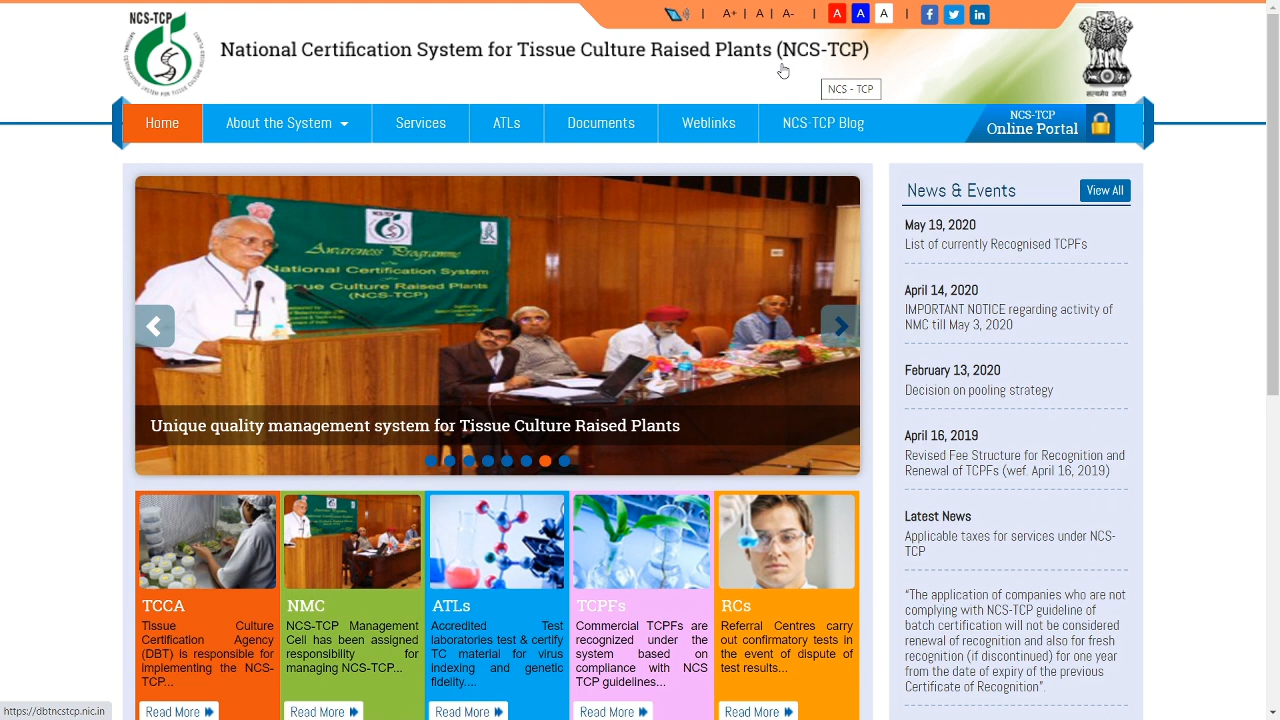 NCS-TCP
| A+ | A | A- | A A A |
National Certification System for Tissue Culture Raised Plants (NCS-TCP)
NCS - TCP
सत्यमेव जयते
Home
About the System
Services
ATLs
Documents
Weblinks
NCS-TCP Blog
NCS-TCP
Online Portal
Awareness Programme
National Certification System
Tissue Culture Raised Plants
(NCS-TCP)
Unique quality management system for Tissue Culture Raised Plants
News & Events
View All
May 19, 2020
List of currently Recognised TCPFs
April 14, 2020
IMPORTANT NOTICE regarding activity of
NMC till May 3, 2020
February 13, 2020
Decision on pooling strategy
April 16, 2019
Revised Fee Structure for Recognition and
Renewal of TCPFs (wef. April 16, 2019)
Latest News
Applicable taxes for services under NCS-
TCP
“The application of companies who are not
complying with NCS-TCP guideline of
batch certification will not be considered
renewal of recognition and also for fresh
recognition (if discontinued) for one year
from the date of expiry of the previous
Certificate of Recognition”.
TCCA
Tissue Culture
Certification Agency
(DBT) is responsible for
implementing the NCS-
TCP...
Read More
NMC
NCS-TCP Management
Cell has been assigned
responsibility for
managing NCS-TCP...
Read More
ATLs
Accredited Test
laboratories test & certify
TC material for virus
indexing and genetic
fidelity....
Read More
TCPFs
Commercial TCPFs are
recognized under the
system based on
compliance with NCS
TCP guidelines...
Read More
RCs
Referral Centres carry
out confirmatory tests in
the event of dispute of
test results...
Read More
https://dbtncstcp.nic.in